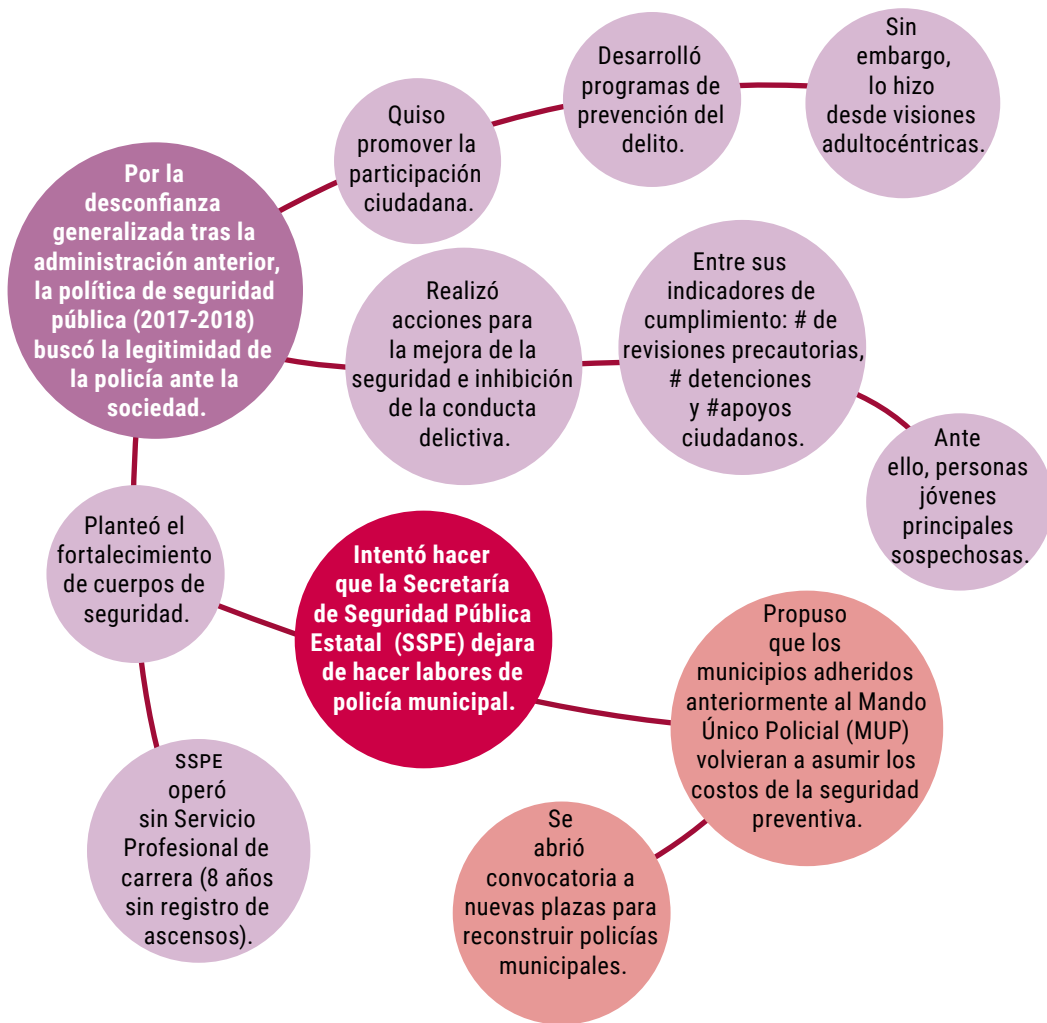 Por la
desconfianza
generalizada tras la
administración anterior,
la política de seguridad
pública (2017-2018)
buscó la legitimidad de
la policía ante la
sociedad.
Quiso
promover la
participación
ciudadana.
Desarrolló
programas de
prevención del
delito.
Sin
embargo,
lo hizo
desde visiones
adultocéntricas.
Realizó
acciones para
la mejora de la
seguridad e inhibición
de la conducta
delictiva.
Entre sus
indicadores de
cumplimiento: # de
revisiones precautorias,
# detenciones
y #apoyos
ciudadanos.
Ante
ello, personas
jóvenes
principales
sospechosas.
Planteó el
fortalecimiento
de cuerpos de
seguridad.
Intentó hacer
que la Secretaría
de Seguridad Pública
Estatal (SSPE) dejara
de hacer labores de
policía municipal.
Propuso
que los
municipios adheridos
anteriormente al Mando
Único Policial (MUP)
volvieran a asumir los
costos de la seguridad
preventiva.
Se
abrió
convocatoria a
nuevas plazas para
reconstruir policías
municipales.
SSPE
operó
sin Servicio
Profesional de
carrera (8 años
sin registro de
ascensos).